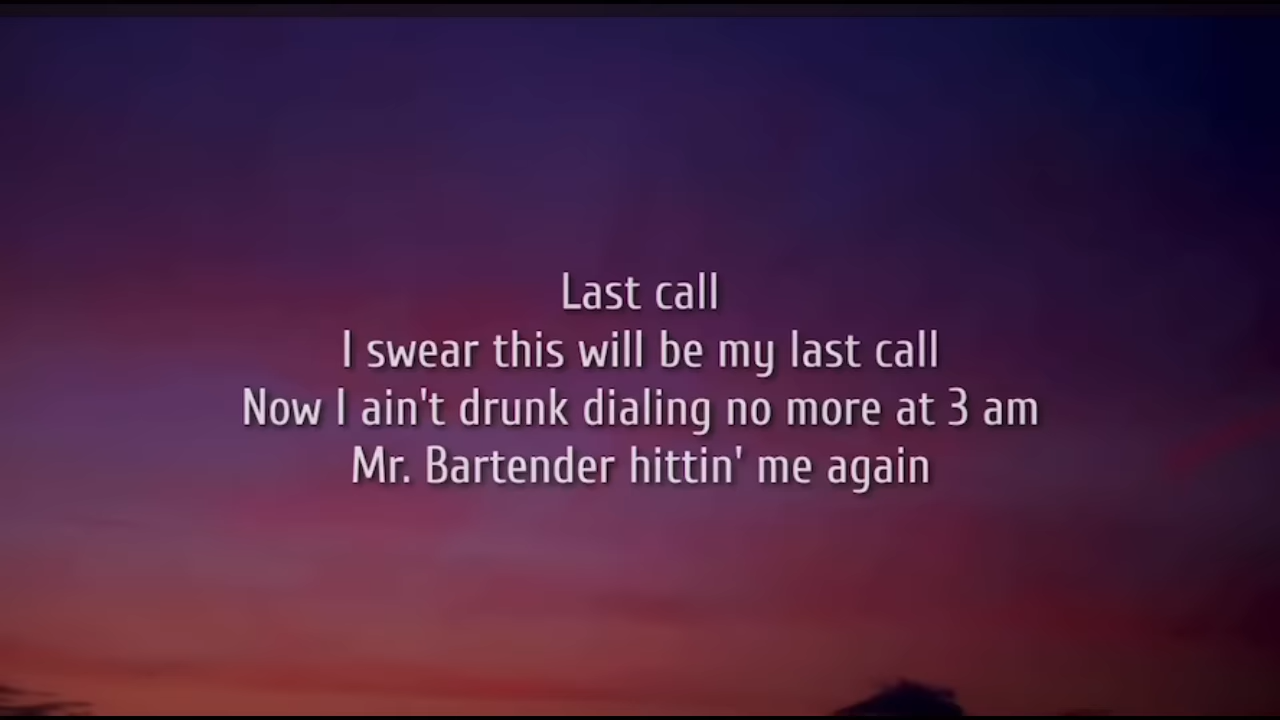 Last call
I swear this will be my last call
Now I ain't drunk dialing no more at 3 am
Mr. Bartender hittin' me again